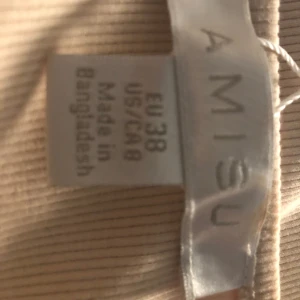 AMISU
EU 38
US/CA 8
Made in
Bangladesh